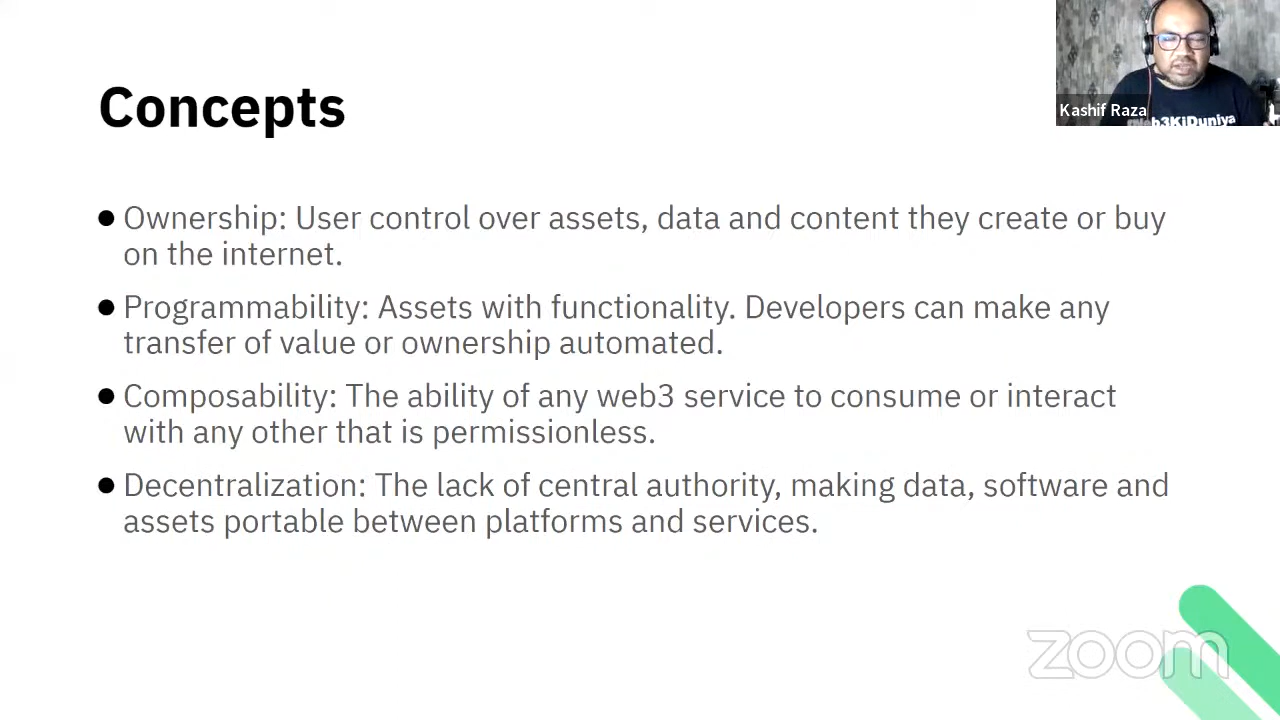 Concepts
Kashif Raza
Web3KiDuniya
● Ownership: User control over assets, data and content they create or buy
on the internet.
● Programmability: Assets with functionality. Developers can make any
transfer of value or ownership automated.
● Composability: The ability of any web3 service to consume or interact
with any other that is permissionless.
● Decentralization: The lack of central authority, making data, software and
assets portable between platforms and services.
zoom